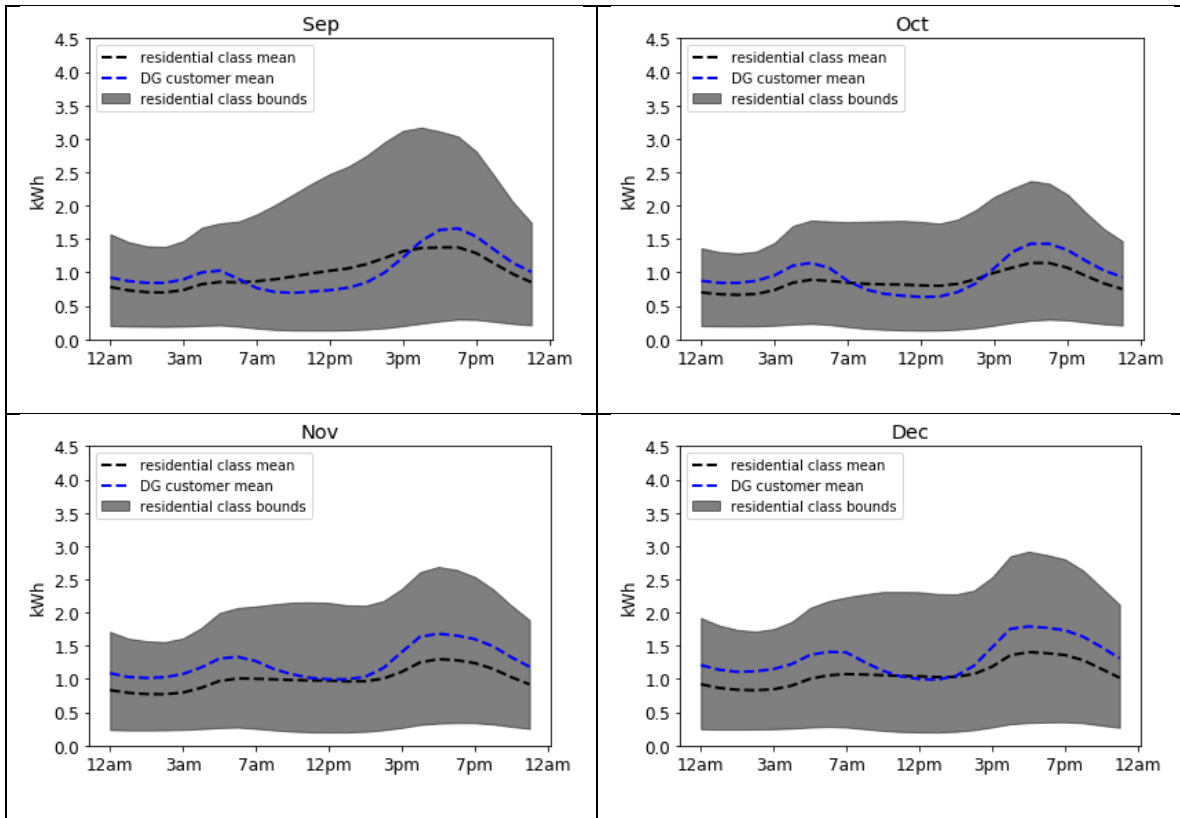 Sep
4.5
4.0
3.5
3.0
2.5
2.0
1.5
1.0
0.5
0.0
kWh
residential class mean
DG customer mean
residential class bounds
12am 3am 7am 12pm 3pm 7pm 12am
Oct
4.5
4.0
3.5
3.0
2.5
2.0
1.5
1.0
0.5
0.0
kWh
residential class mean
DG customer mean
residential class bounds
12am 3am 7am 12pm 3pm 7pm 12am
Nov
4.5
4.0
3.5
3.0
2.5
2.0
1.5
1.0
0.5
0.0
kWh
residential class mean
DG customer mean
residential class bounds
12am 3am 7am 12pm 3pm 7pm 12am
Dec
4.5
4.0
3.5
3.0
2.5
2.0
1.5
1.0
0.5
0.0
kWh
residential class mean
DG customer mean
residential class bounds
12am 3am 7am 12pm 3pm 7pm 12am